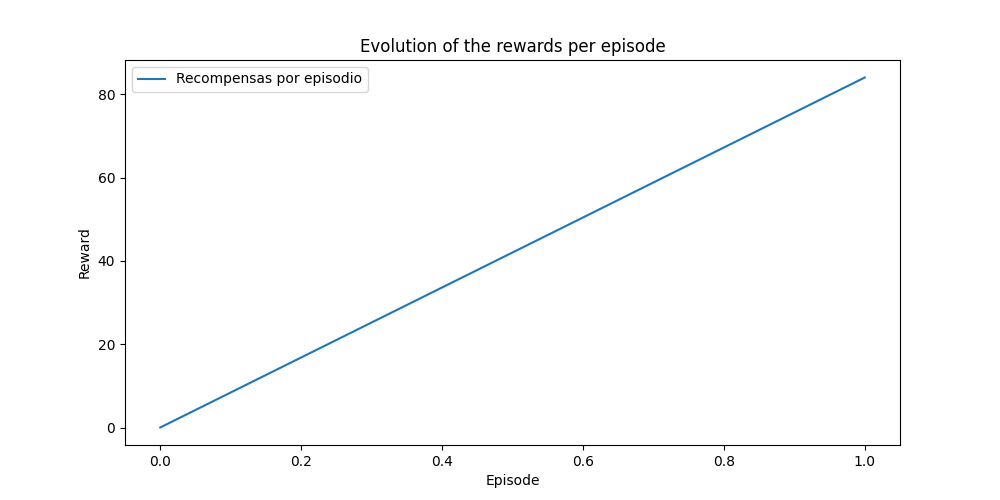 Evolution of the rewards per episode
Recompensas por episodio
80
60
40
20
0
Reward
0.0 0.2 0.4 0.6 0.8 1.0
Episode